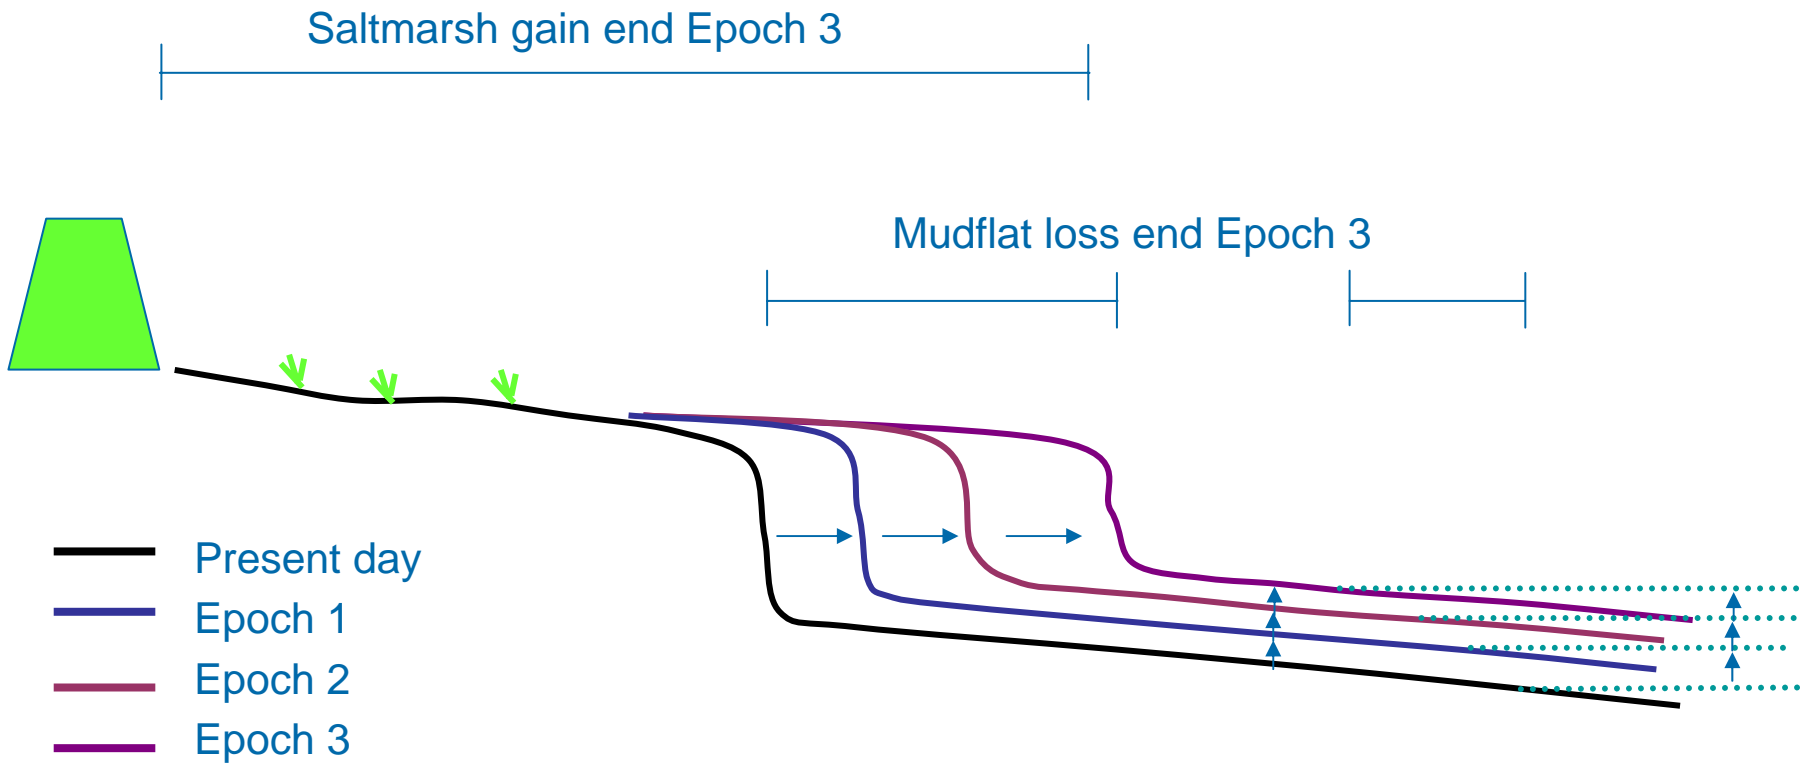 Saltmarsh gain end Epoch 3
Mudflat loss end Epoch 3
Present day
Epoch 1
Epoch 2
Epoch 3